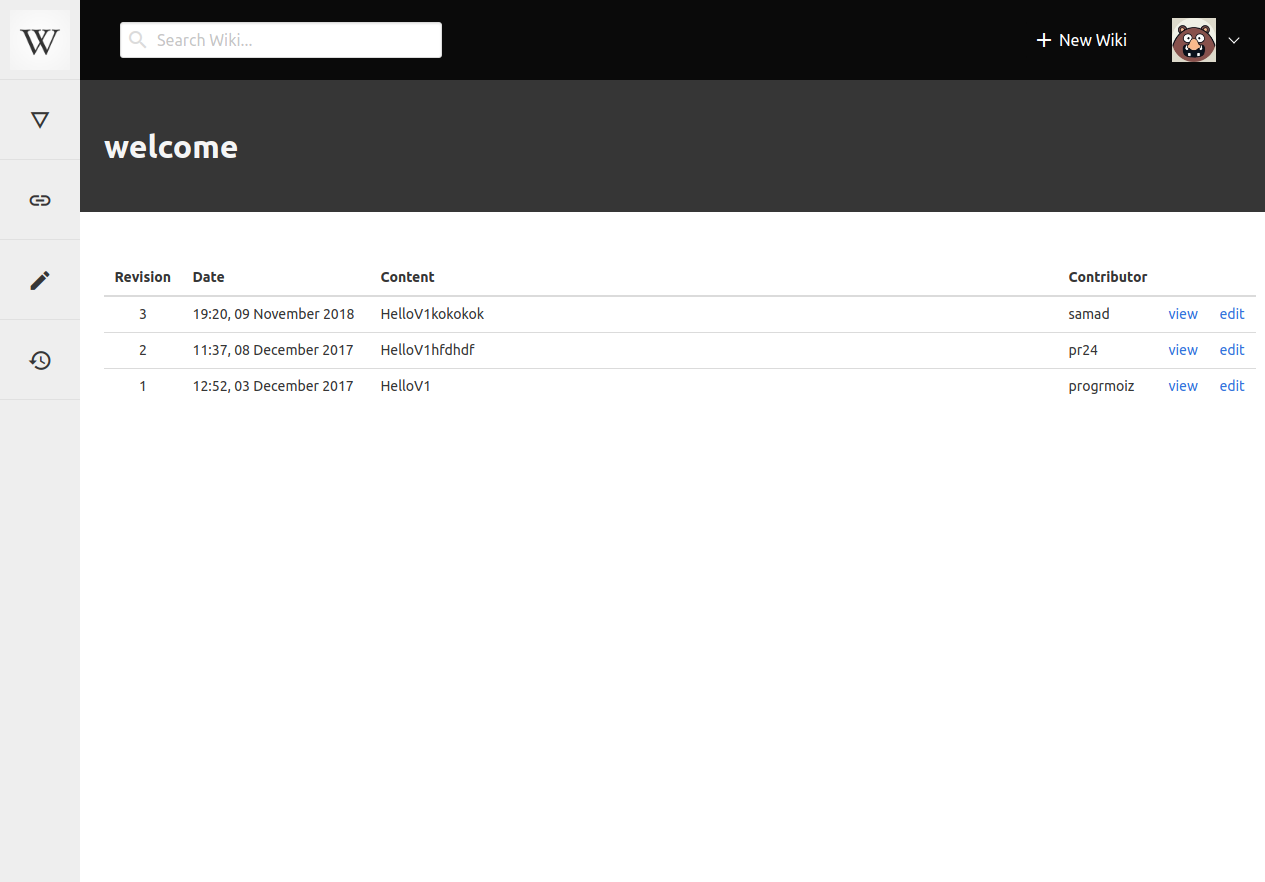 W
Search Wiki...
New Wiki
welcome
Revision Date Content Contributor
3 19:20, 09 November 2018 HelloV1kokokok samad view edit
2 11:37, 08 December 2017 HelloV1hfdhdf pr24 view edit
1 12:52, 03 December 2017 HelloV1 progrmoiz view edit